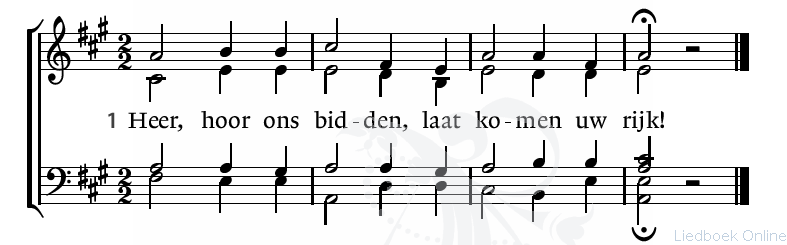 1 Heer, hoor ons bid-den, laat ko-men uw rijk!
Liedboek Online